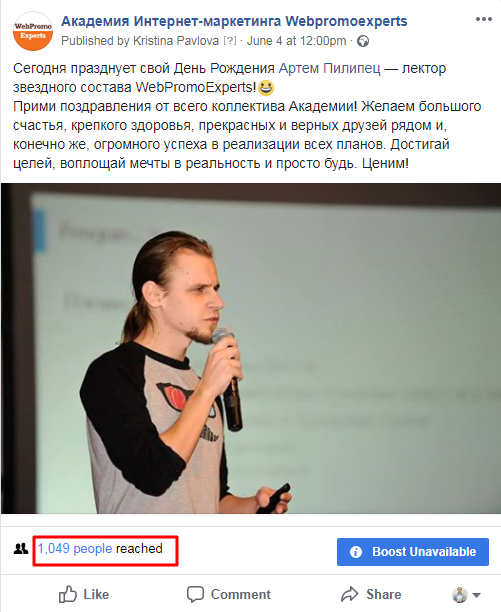 WebPromo
Experts
Академия Интернет-маркетинга Webpromoexperts
Published by Kristina Pavlova [?] · June 4 at 12:00pm ·
Сегодня празднует свой День Рождения Артем Пилипец — лектор
звездного состава WebPromoExperts!
Прими поздравления от всего коллектива Академии! Желаем большого
счастья, крепкого здоровья, прекрасных и верных друзей рядом и,
конечно же, огромного успеха в реализации всех планов. Достигай
целей, воплощай мечты в реальность и просто будь. Ценим!
1,049 people reached
Boost Unavailable
Like
Comment
Share